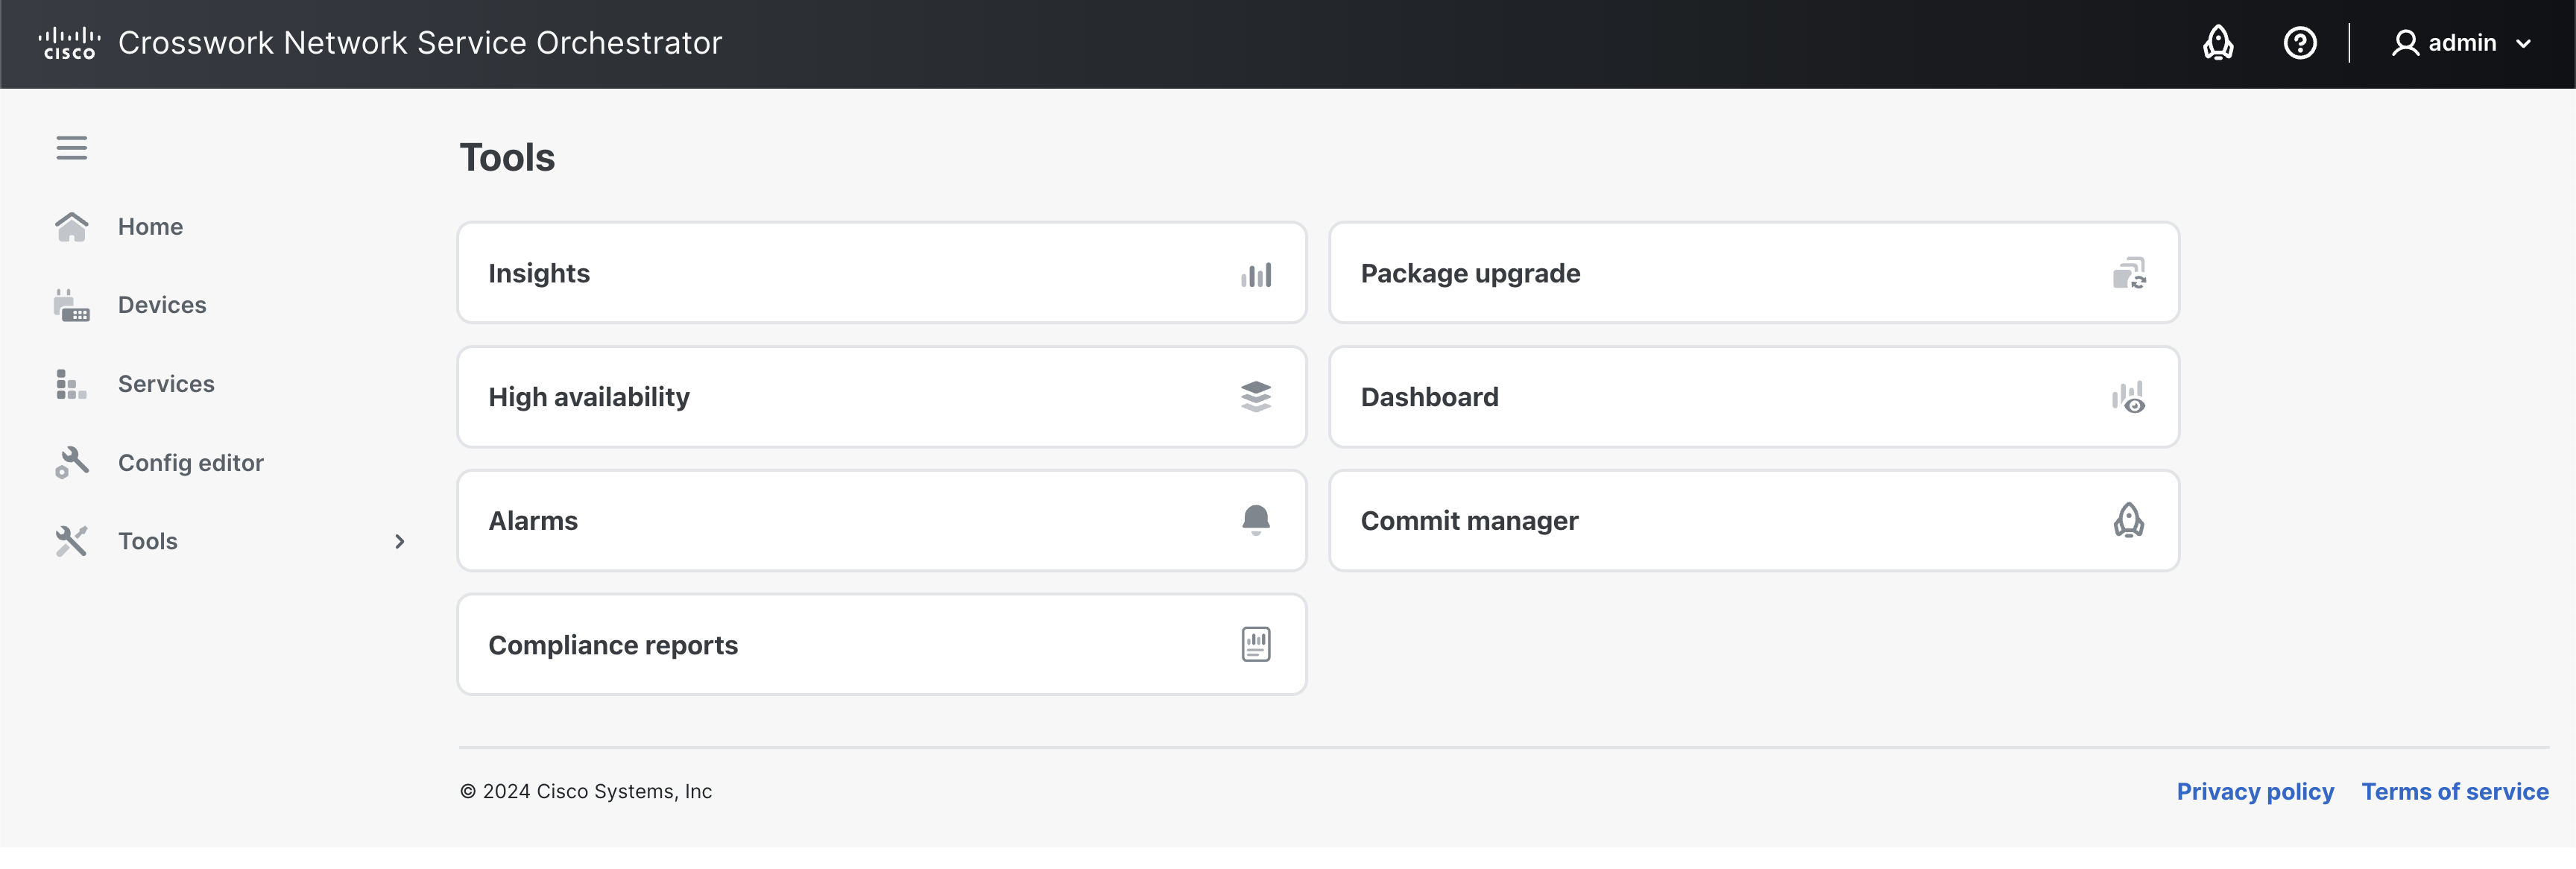 cisco Crosswork Network Service Orchestrator
admin
Tools
Home
Devices
Services
Config editor
Tools
Insights
Package upgrade
High availability
Dashboard
Alarms
Commit manager
Compliance reports
© 2024 Cisco Systems, Inc
Privacy policy Terms of service